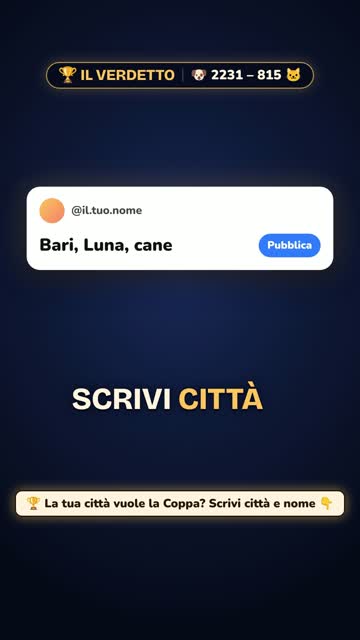 🏆 IL VERDETTO | 🐶 2231 – 815 🐱
@il.tuo.nome
Bari, Luna, cane
Pubblica
SCRIVI CITTÀ
🏆 La tua città vuole la Coppa? Scrivi città e nome 👇